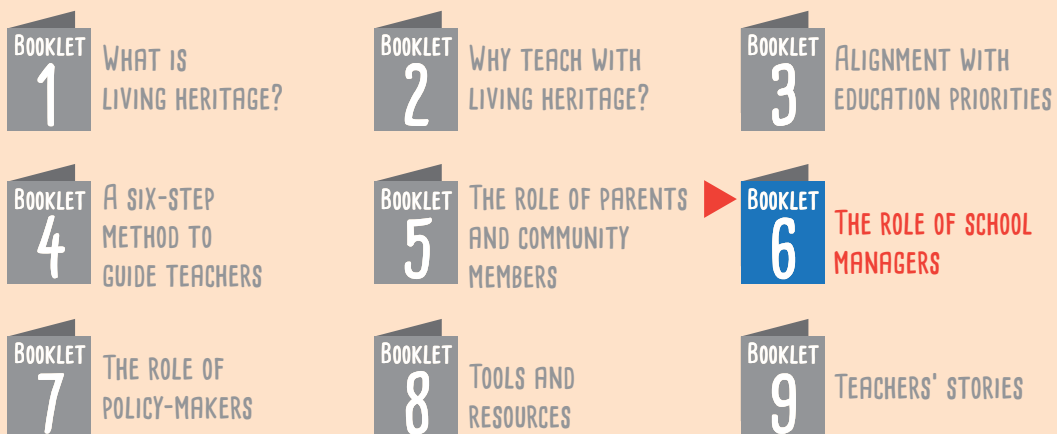 BOOKLET
1
WHAT IS
LIVING HERITAGE?
BOOKLET
2
WHY TEACH WITH
LIVING HERITAGE?
BOOKLET
3
ALIGNMENT WITH
EDUCATION PRIORITIES
BOOKLET
4
A SIX-STEP
METHOD TO
GUIDE TEACHERS
BOOKLET
5
THE ROLE OF PARENTS
AND COMMUNITY
MEMBERS
BOOKLET
6
THE ROLE OF SCHOOL
MANAGERS
BOOKLET
7
THE ROLE OF
POLICY-MAKERS
BOOKLET
8
TOOLS AND
RESOURCES
BOOKLET
9
TEACHERS' STORIES